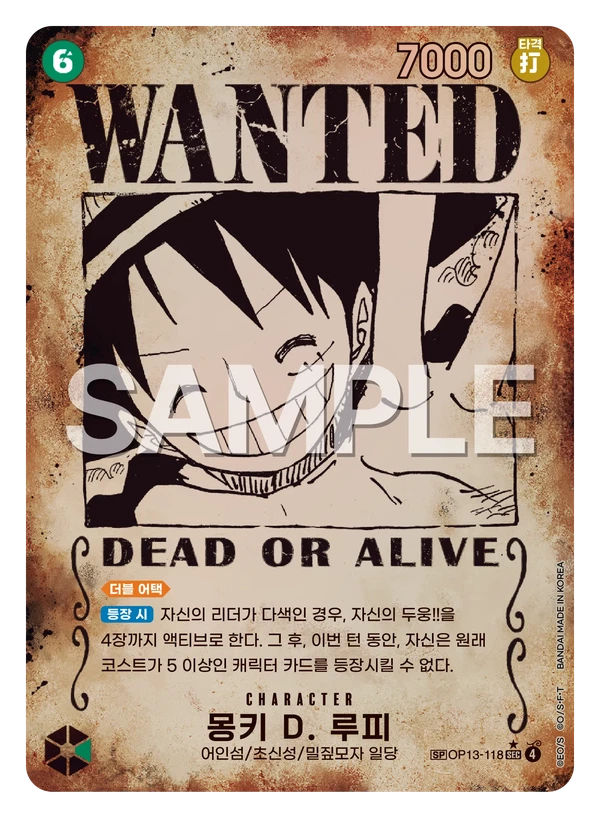 6
7000
타격
打
WANTED
SAMPLE
DEAD OR ALIVE
더블 어택
등장 시 자신의 리더가 다색인 경우, 자신의 두웅!!을
4장까지 액티브로 한다. 그 후, 이번 턴 동안, 자신은 원래
코스트가 5 이상인 캐릭터 카드를 등장시킬 수 없다.
CHARACTER
몽키 D. 루피
어인섬/초신성/밀짚모자 일당
SP OP13-118 SEC 4
©EO/S ©O/S·F·T BANDAI MADE IN KOREA